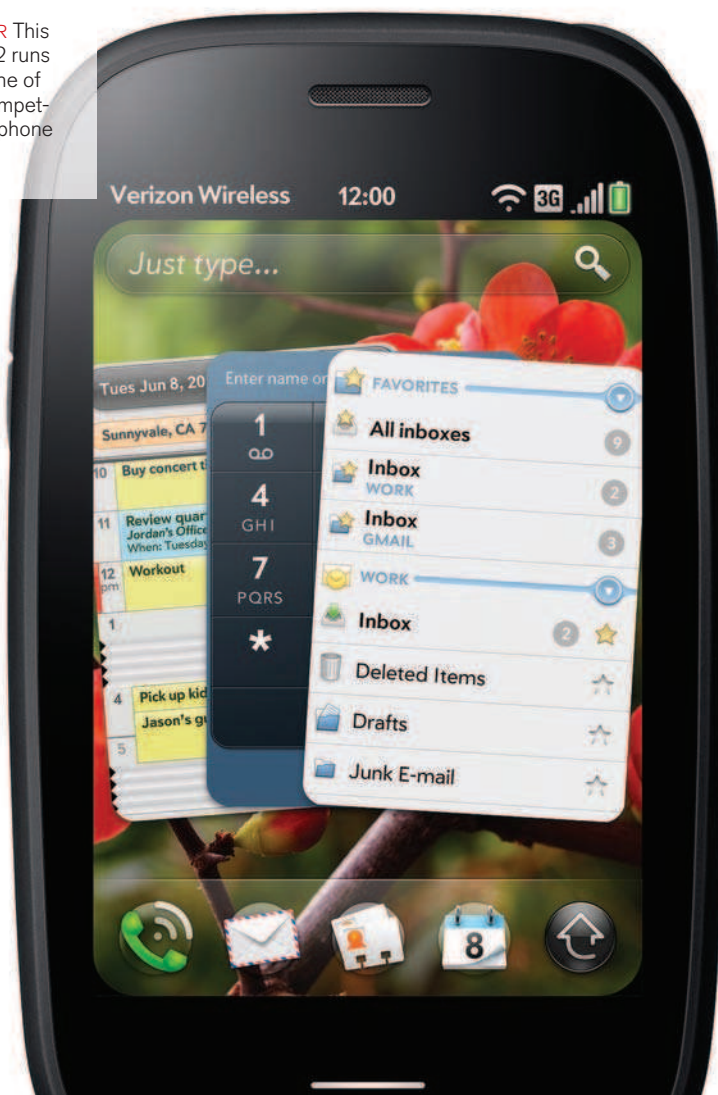 R This
2 runs
ne of
mpet-
phone
Verizon Wireless 12:00 3G
Just type...
Tues Jun 8, 20
Sunnyvale, CA 7
10 Buy concert t
11 Review quar
Jordan's Office
When: Tuesday
12 Workout
pm
1
4 Pick up kid
Jason's gu
5
Enter name or
1
4
GHI
7
PQRS
*
FAVORITES
All inboxes 9
Inbox 2
WORK
Inbox 3
GMAIL
WORK
Inbox 2
Deleted Items
Drafts
Junk E-mail
8